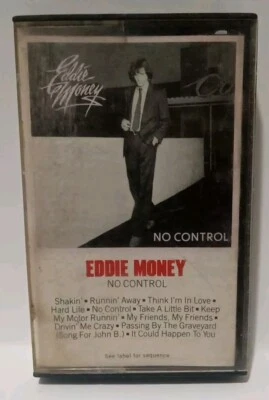 Eddie
Money
NO CONTROL
EDDIE MONEY
NO CONTROL
Shakin' • Runnin' Away • Think I'm In Love •
Hard Life • No Control • Take A Little Bit • Keep
My Motor Runnin' • My Friends, My Friends •
Drivin' Me Crazy • Passing By The Graveyard
(Song For John B.) • It Could Happen To You
See label for sequence